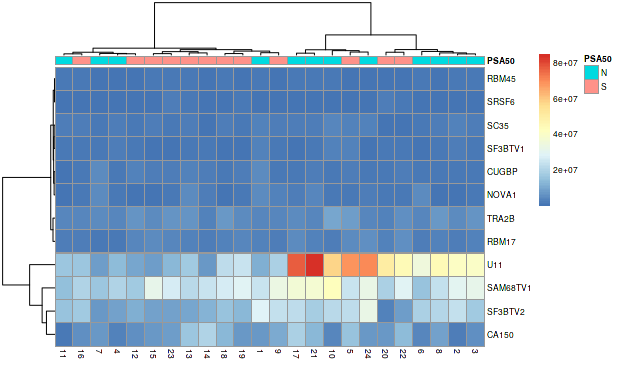 PSA50
RBM45
SRSF6
SC35
SF3BTV1
CUGBP
NOVA1
TRA2B
RBM17
U11
SAM68TV1
SF3BTV2
CA150
11 16 7 4 12 15 23 13 14 18 19 1 9 17 21 10 5 24 20 22 6 8 2 3
8e+07
6e+07
4e+07
2e+07
PSA50
N
S